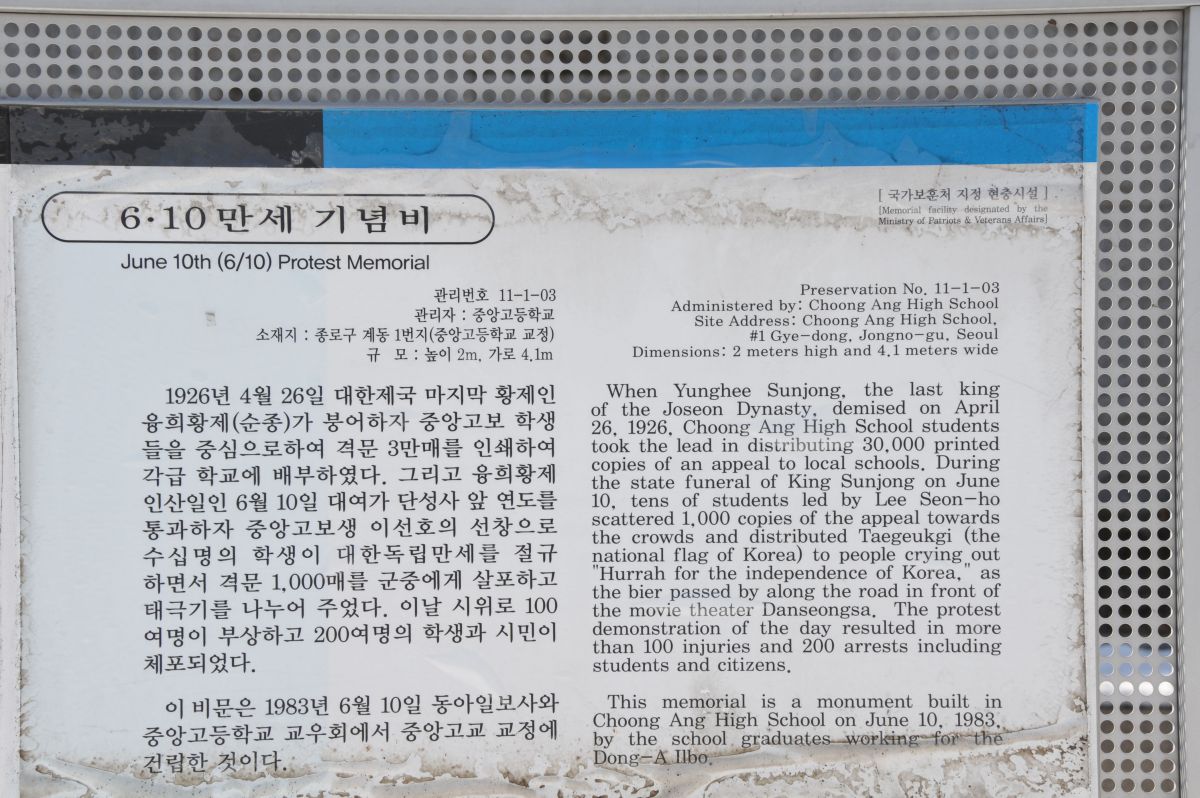 6·10 만세 기념비
June 10th (6/10) Protest Memorial
[ 국가보훈처 지정 현충시설 ]
[Memorial facility designated by the
Ministry of Patriots & Veterans Affairs]
관리번호 11-1-03
관리자 : 중앙고등학교
소재지 : 종로구 계동 1번지(중앙고등학교 교정)
규 모 : 높이 2m, 가로 4.1m
1926년 4월 26일 대한제국 마지막 황제인
융희황제(순종)가 붕어하자 중앙고보 학생
들을 중심으로하여 격문 3만매를 인쇄하여
각급 학교에 배부하였다. 그리고 융희황제
인산일인 6월 10일 대여가 단성사 앞 연도를
통과하자 중앙고보생 이선호의 선창으로
수십명의 학생이 대한독립만세를 절규
하면서 격문 1,000매를 군중에게 살포하고
태극기를 나누어 주었다. 이날 시위로 100
여명이 부상하고 200여명의 학생과 시민이
체포되었다.
이 비문은 1983년 6월 10일 동아일보사와
중앙고등학교 교우회에서 중앙고교 교정에
건립한 것이다.
Preservation No. 11-1-03
Administered by: Choong Ang High School
Site Address: Choong Ang High School,
#1 Gye-dong, Jongno-gu, Seoul
Dimensions: 2 meters high and 4.1 meters wide
When Yunghee Sunjong, the last king
of the Joseon Dynasty, demised on April
26, 1926, Choong Ang High School students
took the lead in distributing 30,000 printed
copies of an appeal to local schools. During
the state funeral of King Sunjong on June
10, tens of students led by Lee Seon-ho
scattered 1,000 copies of the appeal towards
the crowds and distributed Taegeukgi (the
national flag of Korea) to people crying out
"Hurrah for the independence of Korea," as
the bier passed by along the road in front of
the movie theater Danseongsa. The protest
demonstration of the day resulted in more
than 100 injuries and 200 arrests including
students and citizens.
This memorial is a monument built in
Choong Ang High School on June 10, 1983,
by the school graduates working for the
Dong-A Ilbo.